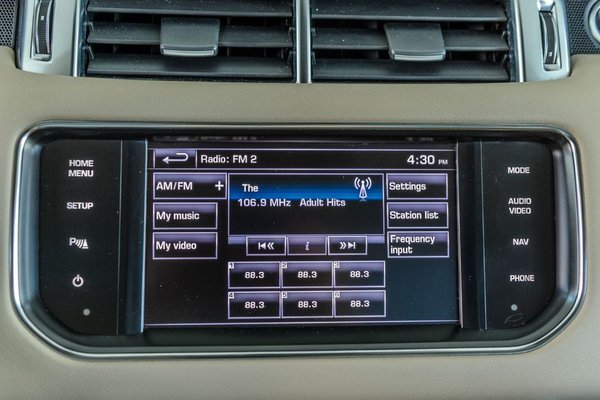 HOME
MENU
SETUP
P
MODE
AUDIO
VIDEO
NAV
PHONE
Radio: FM 2
4:30 PM
AM/FM +
My music
My video
The
106.9 MHz Adult Hits
Settings
Station list
Frequency
input
i
1 88.3
2 88.3
3 88.3
4 88.3
5 88.3
6 88.3